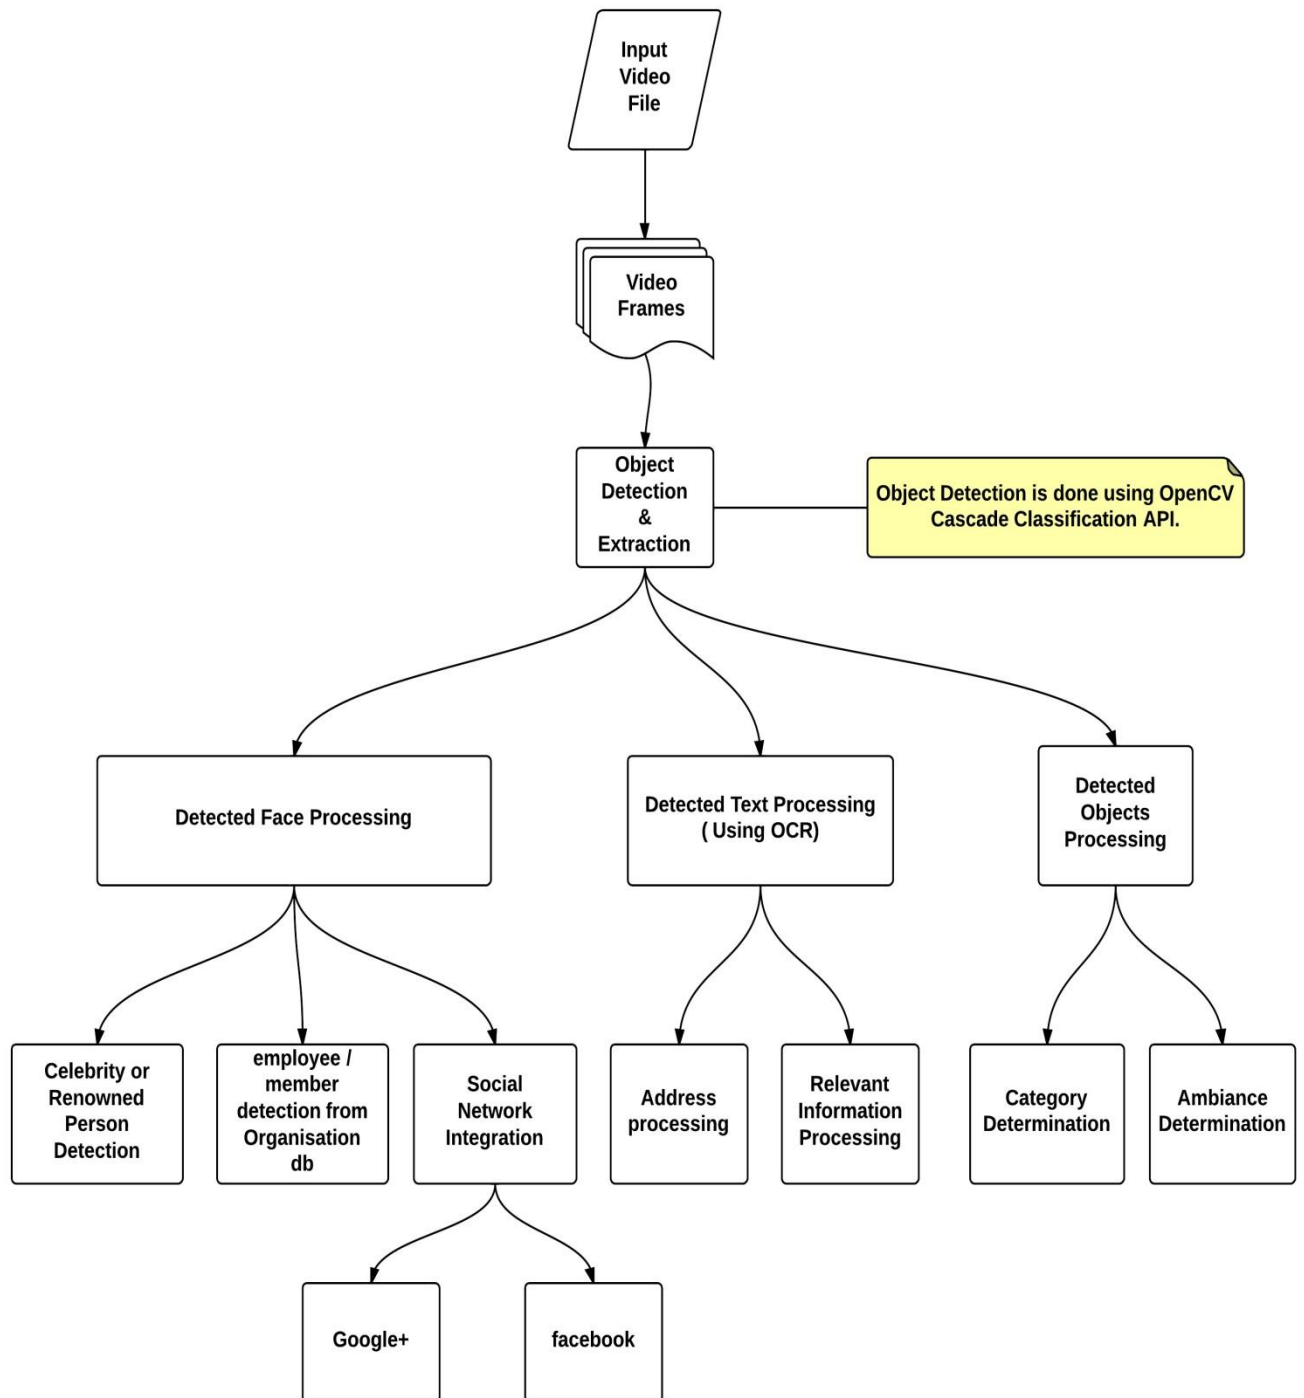 Input
Video
File
Video
Frames
Object
Detection
&
Extraction
Object Detection is done using OpenCV
Cascade Classification API.
Detected Face Processing
Detected Text Processing
( Using OCR)
Detected
Objects
Processing
Celebrity or
Renowned
Person
Detection
employee /
member
detection from
Organisation
db
Social
Network
Integration
Address
processing
Relevant
Information
Processing
Category
Determination
Ambiance
Determination
Google+
facebook